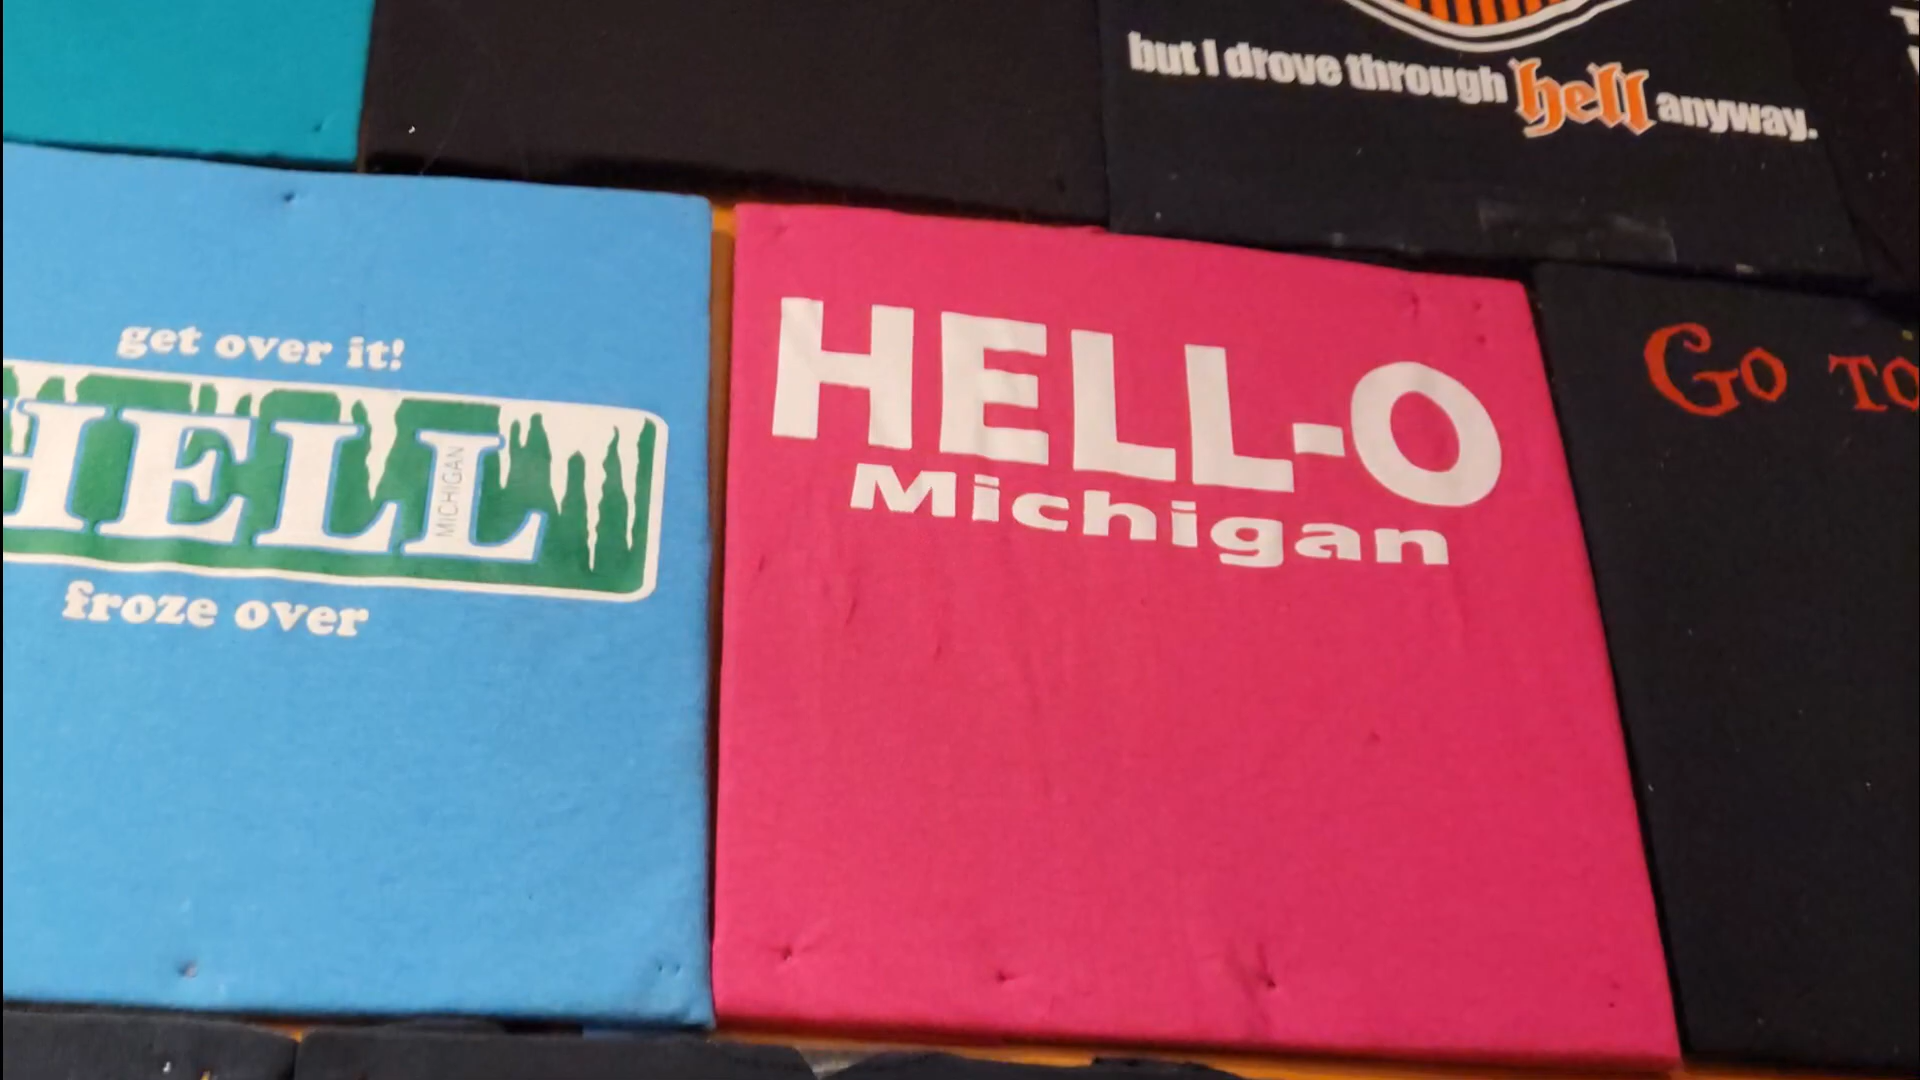 but I drove through hell anyway.
get over it!
HELL
MICHIGAN
froze over
HELL-O
Michigan
Go to